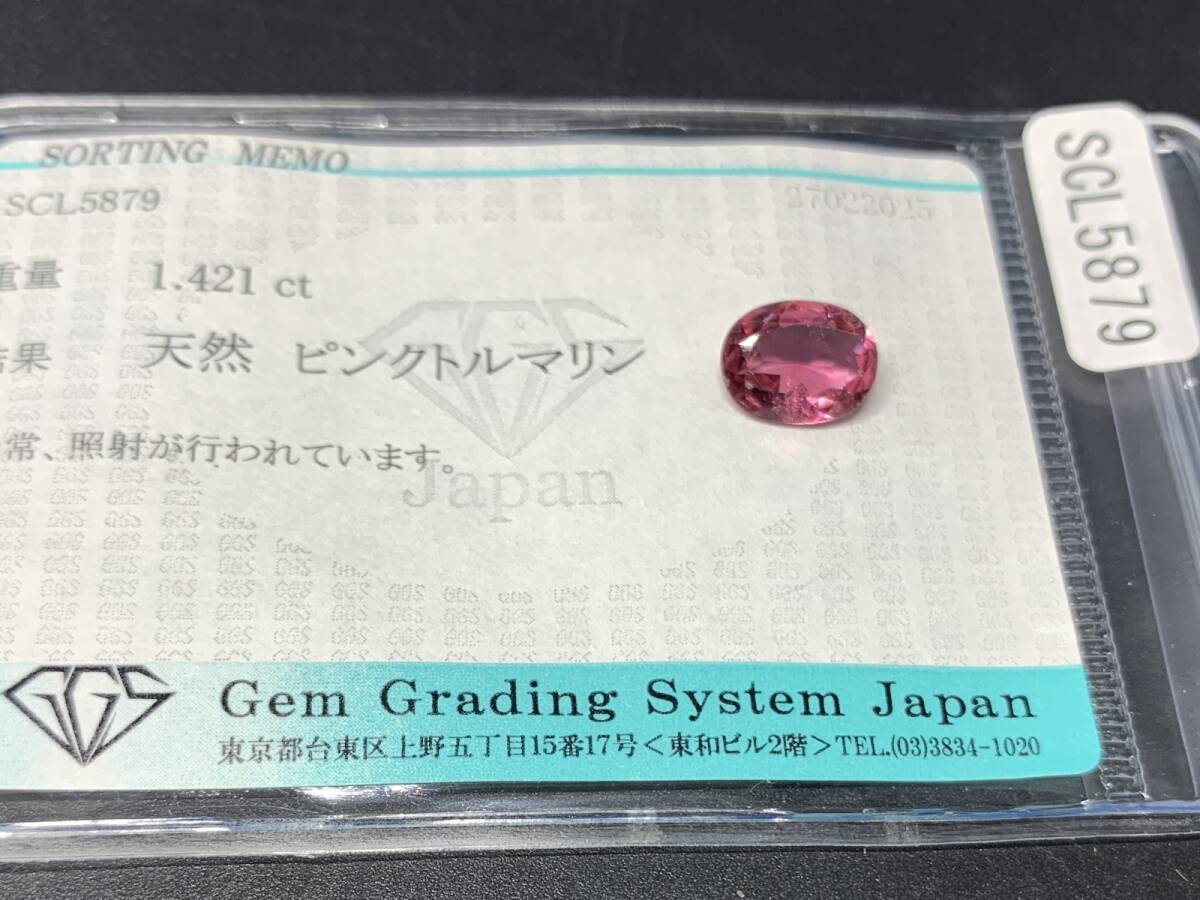 SORTING MEMO
SCL5879
27022025
重量 1.421 ct
結果 天然 ピンクトルマリン
常、照射が行われています。
Japan
GGS
Gem Grading System Japan
東京都台東区上野五丁目15番17号<東和ビル2階>TEL.(03)3834-1020
SCL5879